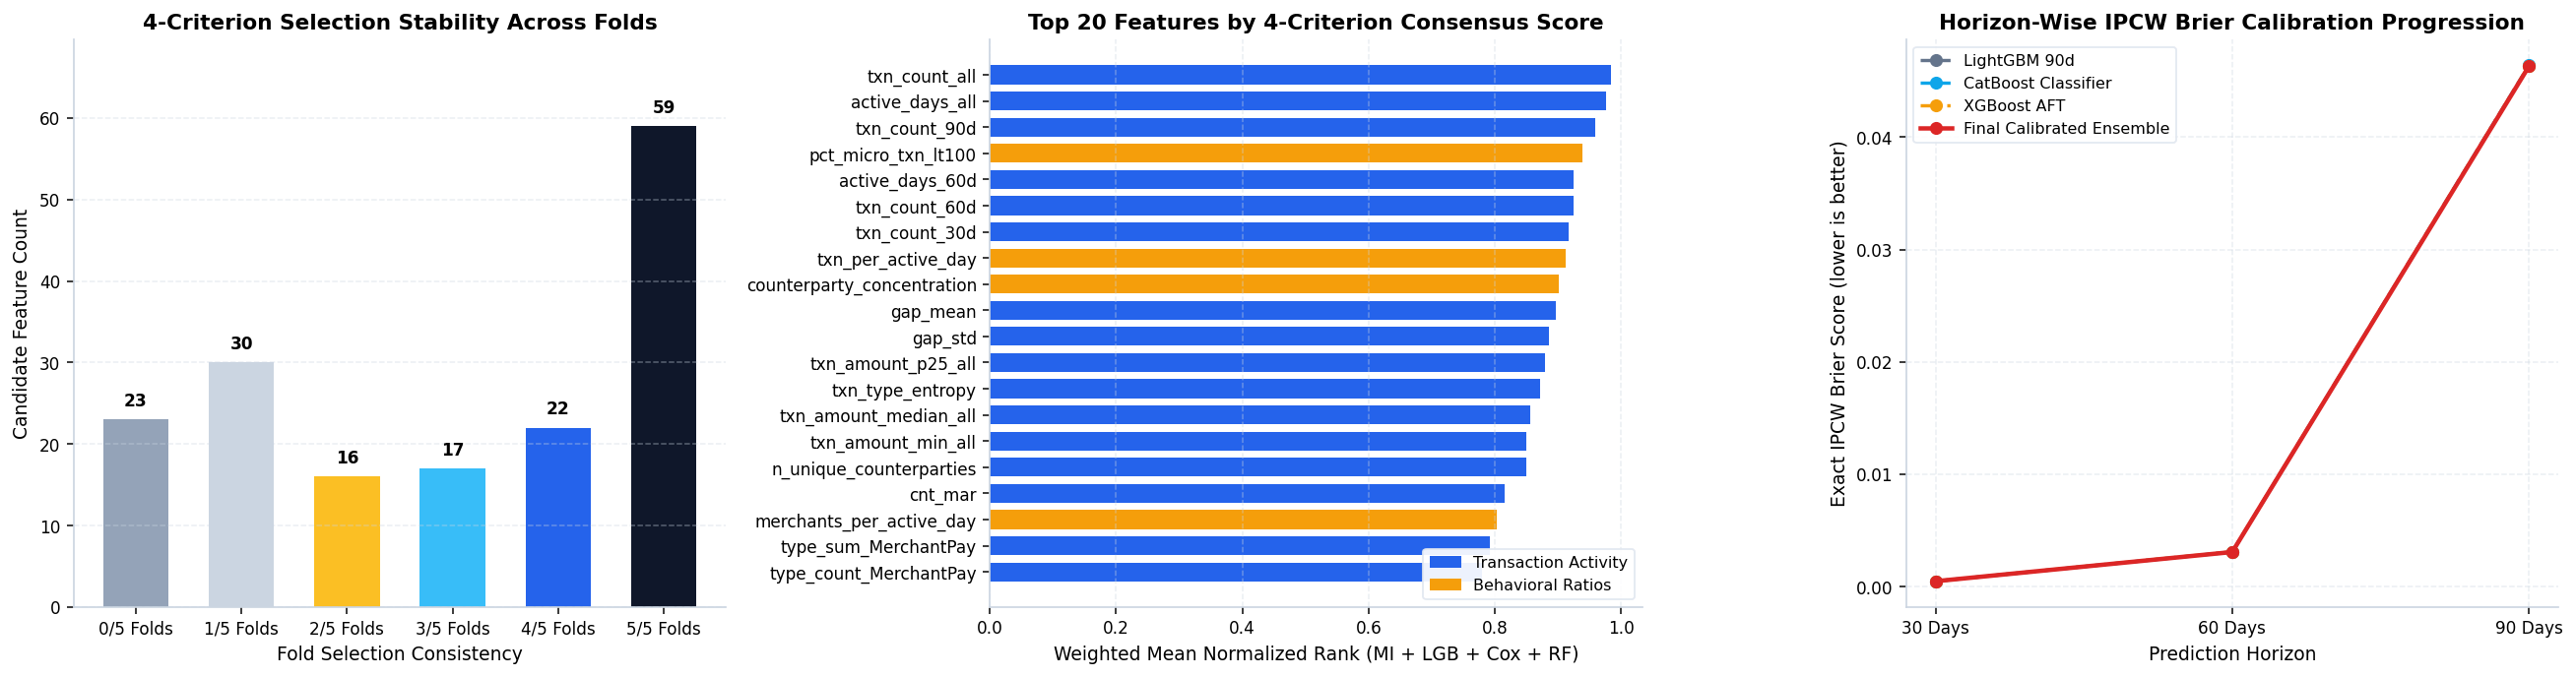 4-Criterion Selection Stability Across Folds
Candidate Feature Count
60
50
40
30
20
10
0
23
30
16
17
22
59
0/5 Folds
1/5 Folds
2/5 Folds
3/5 Folds
4/5 Folds
5/5 Folds
Fold Selection Consistency
Top 20 Features by 4-Criterion Consensus Score
txn_count_all
active_days_all
txn_count_90d
pct_micro_txn_lt100
active_days_60d
txn_count_60d
txn_count_30d
txn_per_active_day
counterparty_concentration
gap_mean
gap_std
txn_amount_p25_all
txn_type_entropy
txn_amount_median_all
txn_amount_min_all
n_unique_counterparties
cnt_mar
merchants_per_active_day
type_sum_MerchantPay
type_count_MerchantPay
Transaction Activity
Behavioral Ratios
0.0
0.2
0.4
0.6
0.8
1.0
Weighted Mean Normalized Rank (MI + LGB + Cox + RF)
Horizon-Wise IPCW Brier Calibration Progression
LightGBM 90d
CatBoost Classifier
XGBoost AFT
Final Calibrated Ensemble
Exact IPCW Brier Score (lower is better)
0.04
0.03
0.02
0.01
0.00
30 Days
60 Days
90 Days
Prediction Horizon